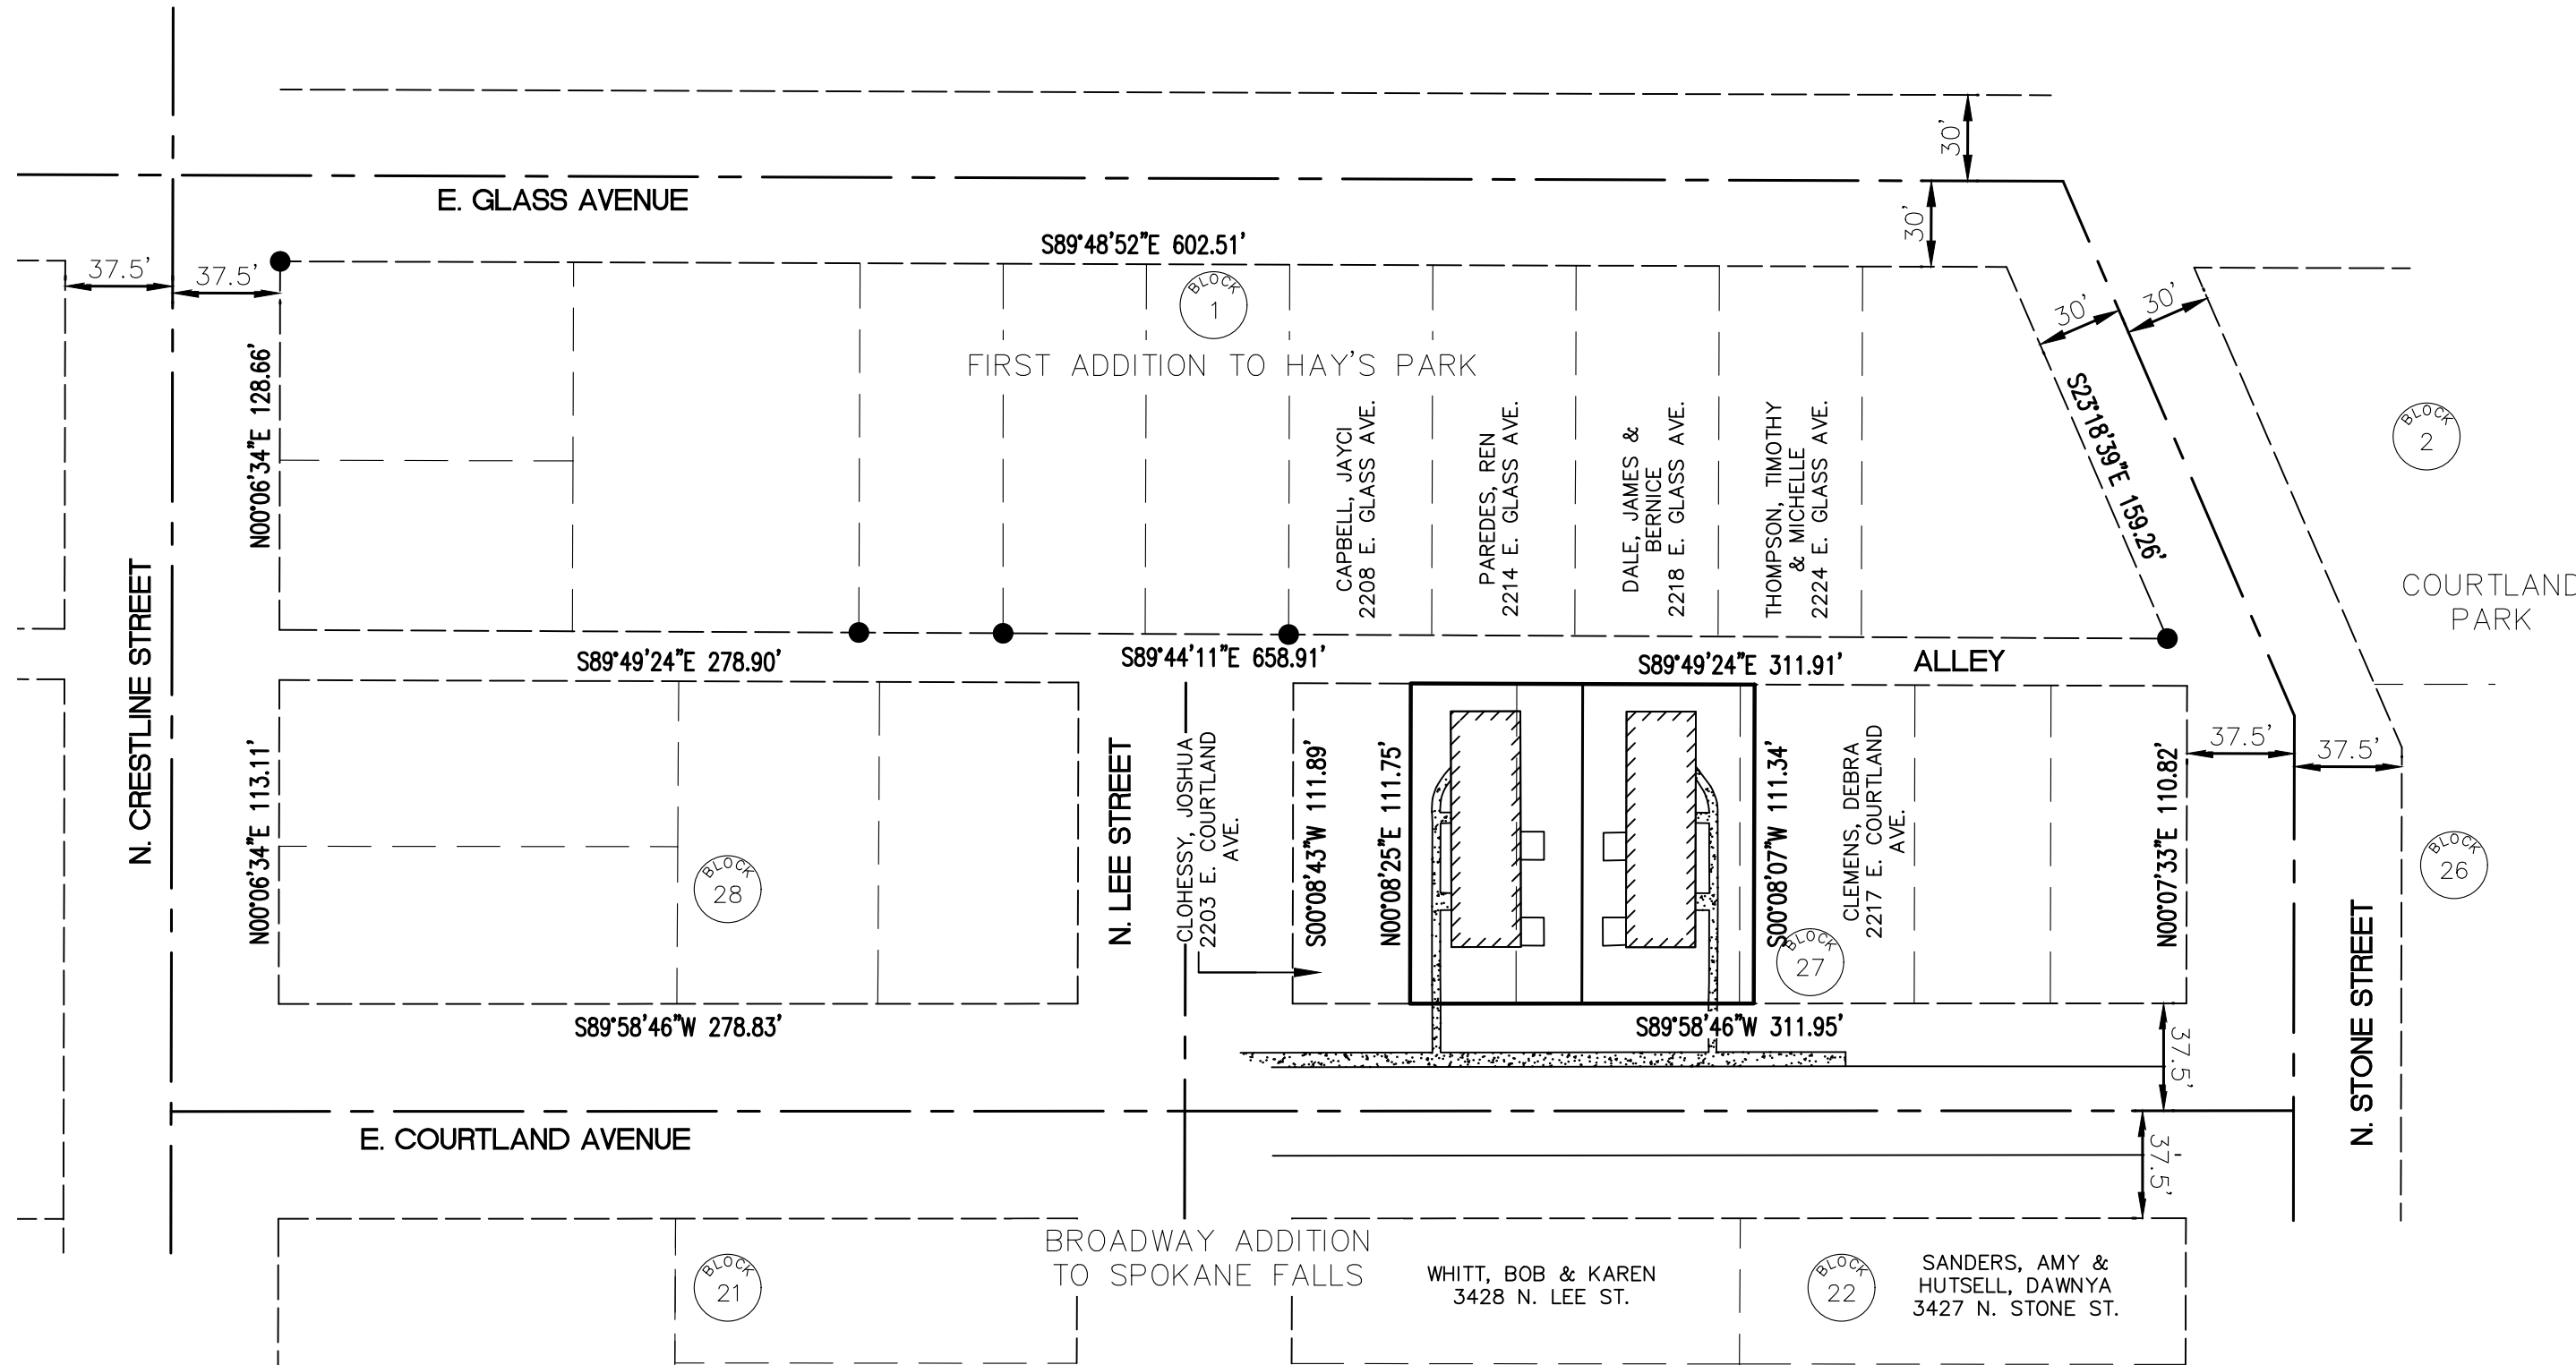 30'
E. GLASS AVENUE
30'
S89°48'52"E 602.51'
37.5'
37.5'
BLOCK
1
30'
30'
FIRST ADDITION TO HAY'S PARK
N00°06'34"E 128.66'
CAPBELL, JAYCI
2208 E. GLASS AVE.
PAREDES, REN
2214 E. GLASS AVE.
DALE, JAMES &
BERNICE
2218 E. GLASS AVE.
THOMPSON, TIMOTHY
& MICHELLE
2224 E. GLASS AVE.
S23°18'39"E 159.26'
BLOCK
2
COURTLAND
PARK
N. CRESTLINE STREET
S89°49'24"E 278.90'
S89°44'11"E 658.91'
S89°49'24"E 311.91'
ALLEY
N00°06'34"E 113.11'
BLOCK
28
N. LEE STREET
CLOHESSY, JOSHUA
2203 E. COURTLAND
AVE.
S00°08'43"W 111.89'
N00°08'25"E 111.75'
S00°08'07"W 111.34'
BLOCK
27
CLEMENS, DEBRA
2217 E. COURTLAND
AVE.
N00°07'33"E 110.82'
37.5'
37.5'
BLOCK
26
N. STONE STREET
S89°58'46"W 278.83'
S89°58'46"W 311.95'
37.5'
E. COURTLAND AVENUE
37.5'
BROADWAY ADDITION
TO SPOKANE FALLS
BLOCK
21
WHITT, BOB & KAREN
3428 N. LEE ST.
BLOCK
22
SANDERS, AMY &
HUTSELL, DAWNYA
3427 N. STONE ST.